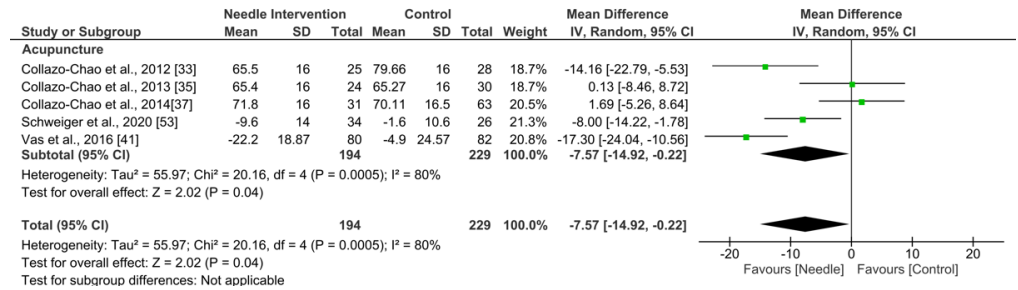 Needle Intervention Control Mean Difference Mean Difference
Study or Subgroup Mean SD Total Mean SD Total Weight IV, Random, 95% CI IV, Random, 95% CI
Acupuncture
Collazo-Chao et al., 2012 [33] 65.5 16 25 79.66 16 28 18.7% -14.16 [-22.79, -5.53]
Collazo-Chao et al., 2013 [35] 65.4 16 24 65.27 16 30 18.7% 0.13 [-8.46, 8.72]
Collazo-Chao et al., 2014[37] 71.8 16 31 70.11 16.5 63 20.5% 1.69 [-5.26, 8.64]
Schweiger et al., 2020 [53] -9.6 14 34 -1.6 10.6 26 21.3% -8.00 [-14.22, -1.78]
Vas et al., 2016 [41] -22.2 18.87 80 -4.9 24.57 82 20.8% -17.30 [-24.04, -10.56]
Subtotal (95% CI) 194 229 100.0% -7.57 [-14.92, -0.22]
Heterogeneity: Tau² = 55.97; Chi² = 20.16, df = 4 (P = 0.0005); I² = 80%
Test for overall effect: Z = 2.02 (P = 0.04)
Total (95% CI) 194 229 100.0% -7.57 [-14.92, -0.22]
Heterogeneity: Tau² = 55.97; Chi² = 20.16, df = 4 (P = 0.0005); I² = 80%
Test for overall effect: Z = 2.02 (P = 0.04)
Test for subgroup differences: Not applicable
-20 -10 0 10 20
Favours [Needle] Favours [Control]